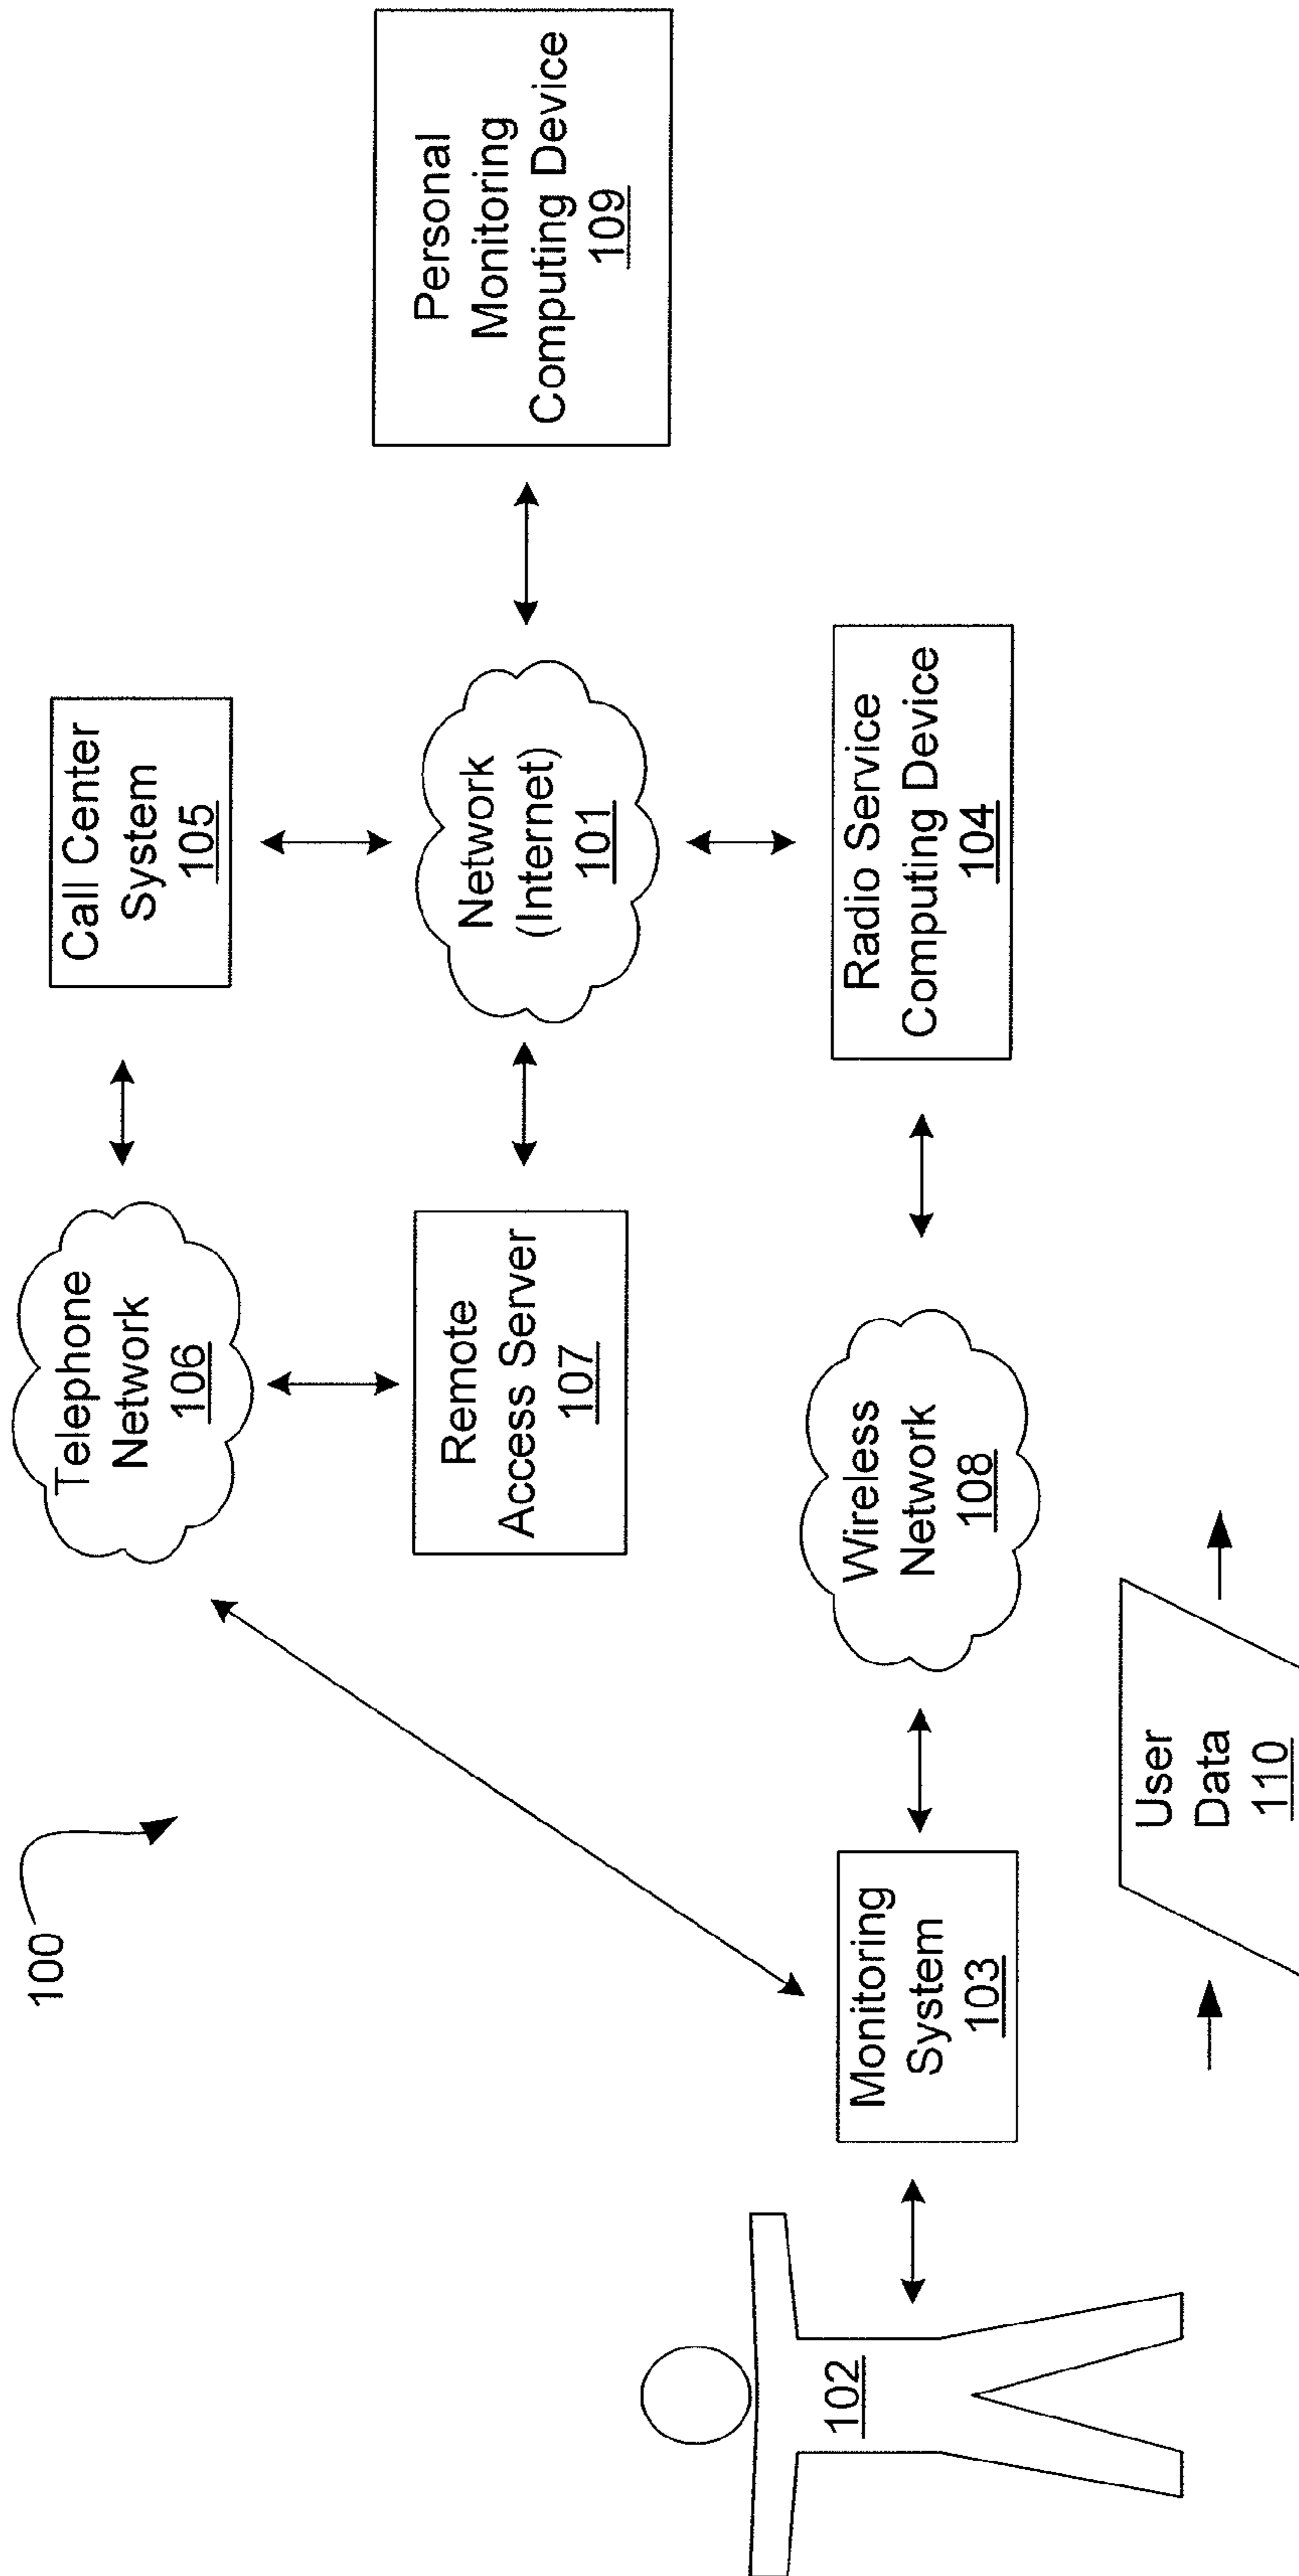 100
Telephone
Network
106
Call Center
System
105
Remote
Access Server
107
Network
(Internet)
101
Personal
Monitoring
Computing Device
109
102
Monitoring
System
103
Wireless
Network
108
Radio Service
Computing Device
104
User
Data
110